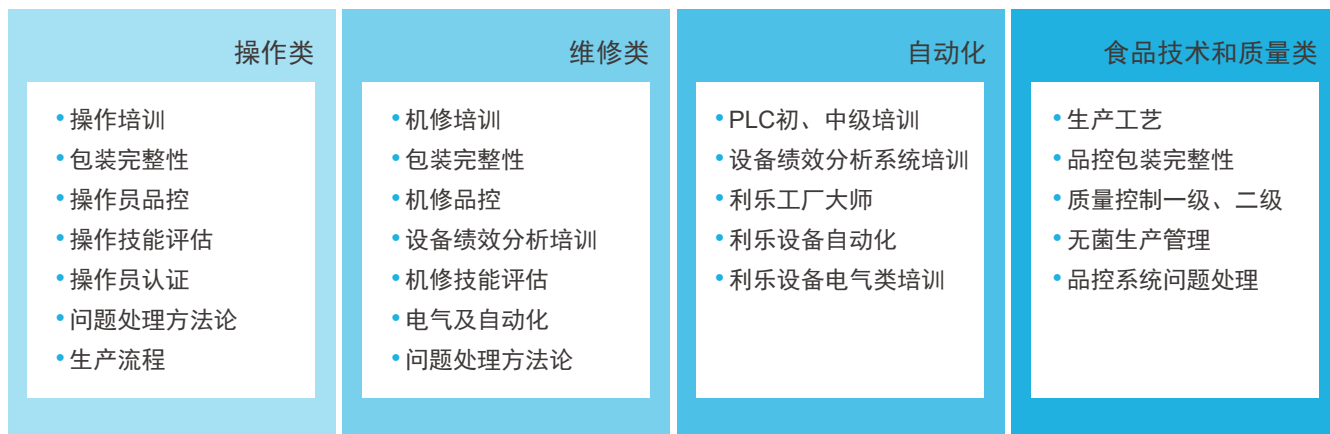 操作类
• 操作培训
• 包装完整性
• 操作员品控
• 操作技能评估
• 操作员认证
• 问题处理方法论
• 生产流程
维修类
• 机修培训
• 包装完整性
• 机修品控
• 设备绩效分析培训
• 机修技能评估
• 电气及自动化
• 问题处理方法论
自动化
• PLC初、中级培训
• 设备绩效分析系统培训
• 利乐工厂大师
• 利乐设备自动化
• 利乐设备电气类培训
食品技术和质量类
• 生产工艺
• 品控包装完整性
• 质量控制一级、二级
• 无菌生产管理
• 品控系统问题处理